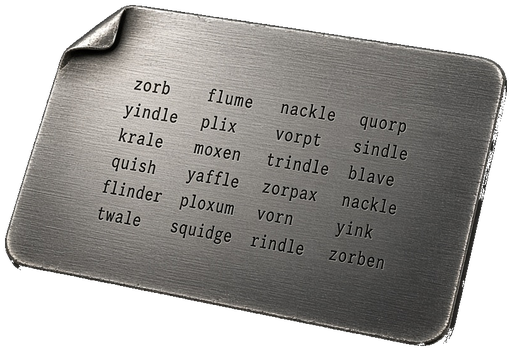 zorb flume nackle quorp
yindle plix vorpt sindle
krale moxen trindle blave
quish yaffle zorpax nackle
flinder ploxum vorn yink
twale squidge rindle zorben